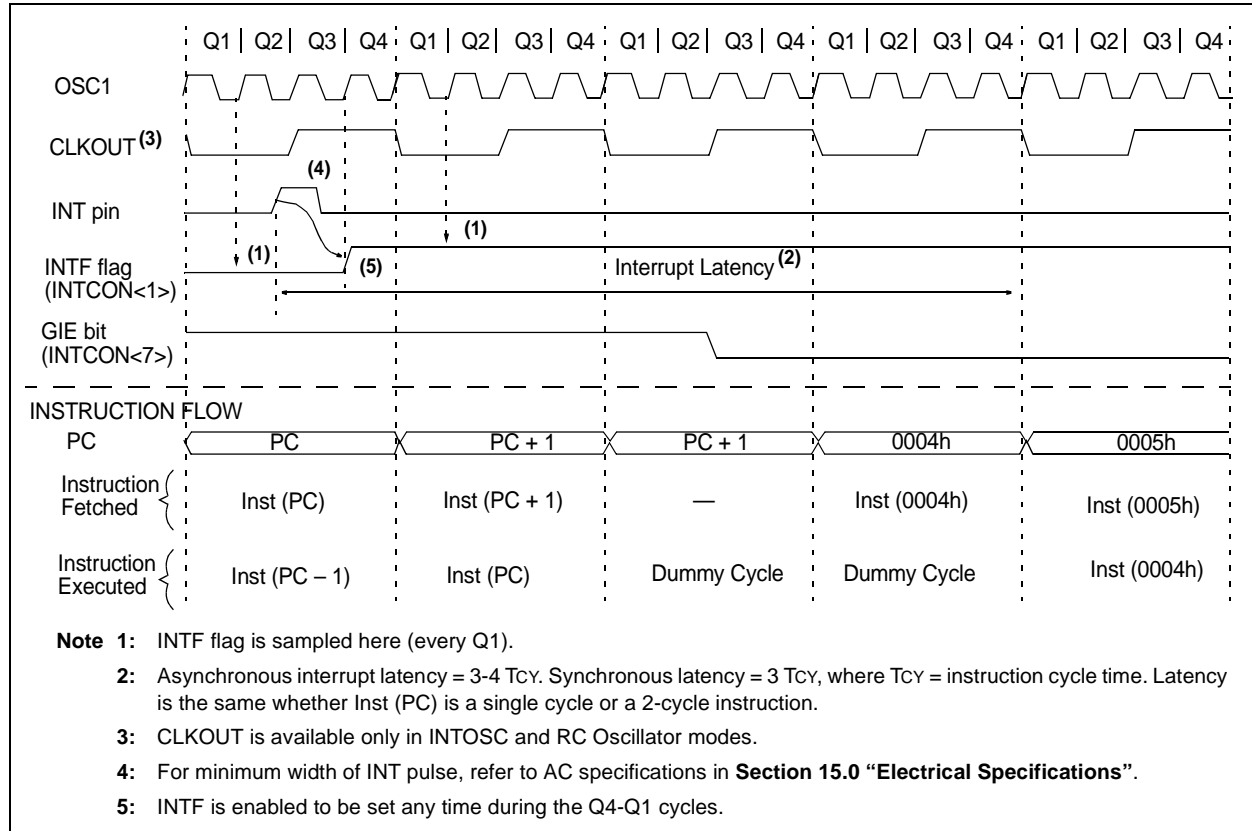 Q1 | Q2 | Q3 | Q4 Q1 | Q2 | Q3 | Q4 Q1 | Q2 | Q3 | Q4 Q1 | Q2 | Q3 | Q4 Q1 | Q2 | Q3 | Q4
OSC1
CLKOUT(3)
(4)
INT pin
(1)
(1)
(5)
INTF flag
(INTCON<1>)
Interrupt Latency(2)
GIE bit
(INTCON<7>)
INSTRUCTION FLOW
PC PC PC + 1 PC + 1 0004h 0005h
Instruction
Fetched
Inst (PC) Inst (PC + 1) — Inst (0004h) Inst (0005h)
Instruction
Executed
Inst (PC – 1) Inst (PC) Dummy Cycle Dummy Cycle Inst (0004h)
Note 1: INTF flag is sampled here (every Q1).
2: Asynchronous interrupt latency = 3-4 TCY. Synchronous latency = 3 TCY, where TCY = instruction cycle time. Latency
is the same whether Inst (PC) is a single cycle or a 2-cycle instruction.
3: CLKOUT is available only in INTOSC and RC Oscillator modes.
4: For minimum width of INT pulse, refer to AC specifications in Section 15.0 “Electrical Specifications”.
5: INTF is enabled to be set any time during the Q4-Q1 cycles.